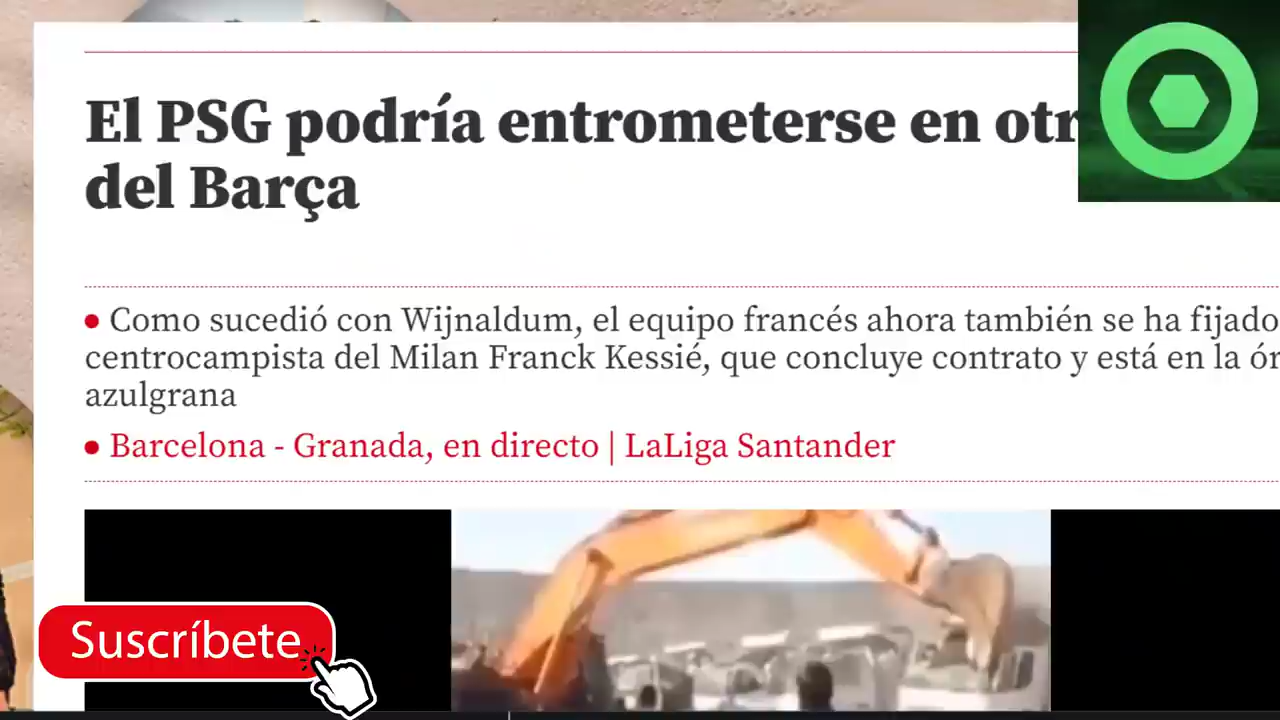 El PSG podría entrometerse en otr
del Barça
• Como sucedió con Wijnaldum, el equipo francés ahora también se ha fijado
centrocampista del Milan Franck Kessié, que concluye contrato y está en la ór
azulgrana
• Barcelona - Granada, en directo | LaLiga Santander
Suscríbete